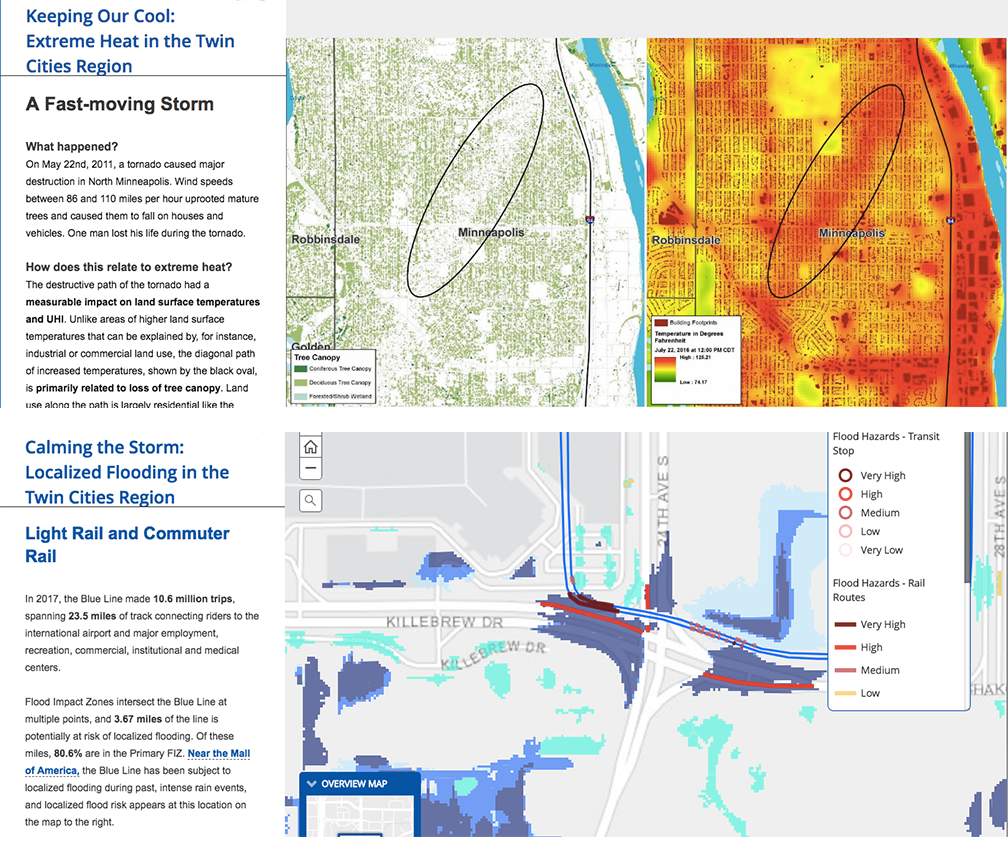 Keeping Our Cool:
Extreme Heat in the Twin
Cities Region
A Fast-moving Storm
What happened?
On May 22nd, 2011, a tornado caused major
destruction in North Minneapolis. Wind speeds
between 86 and 110 miles per hour uprooted mature
trees and caused them to fall on houses and
vehicles. One man lost his life during the tornado.
How does this relate to extreme heat?
The destructive path of the tornado had a
measurable impact on land surface temperatures
and UHI. Unlike areas of higher land surface
temperatures that can be explained by, for instance,
industrial or commercial land use, the diagonal path
of increased temperatures, shown by the black oval,
is primarily related to loss of tree canopy. Land
use along the path is largely residential like the
Robbinsdale
Minneapolis
Golden
Tree Canopy
Coniferous Tree Canopy
Deciduous Tree Canopy
Forested/Shrub Wetland
Robbinsdale
Minneapolis
Building Footprints
Temperature in Degrees
Fahrenheit
July 22, 2016 at 12:00 PM CDT
High : 125.21
Low : 74.17
Calming the Storm:
Localized Flooding in the
Twin Cities Region
Light Rail and Commuter
Rail
In 2017, the Blue Line made 10.6 million trips,
spanning 23.5 miles of track connecting riders to the
international airport and major employment,
recreation, commercial, institutional and medical
centers.
Flood Impact Zones intersect the Blue Line at
multiple points, and 3.67 miles of the line is
potentially at risk of localized flooding. Of these
miles, 80.6% are in the Primary FIZ. Near the Mall
of America, the Blue Line has been subject to
localized flooding during past, intense rain events,
and localized flood risk appears at this location on
the map to the right.
24TH AVE S
KILLEBREW DR
KILLEBREW DR
28TH AVE S
OVERVIEW MAP
Flood Hazards - Transit
Stop
Very High
High
Medium
Low
Very Low
Flood Hazards - Rail
Routes
Very High
High
Medium
Low